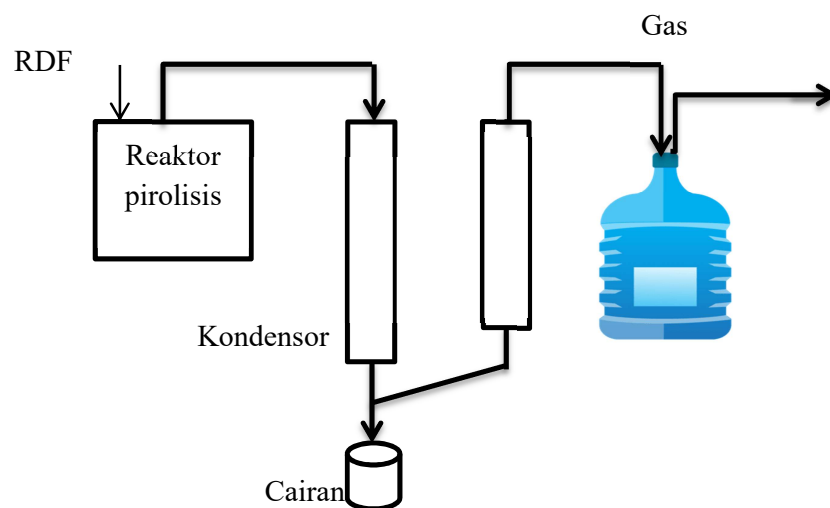 Gas
RDF
Reaktor
pirolisis
Kondensor
Cairan